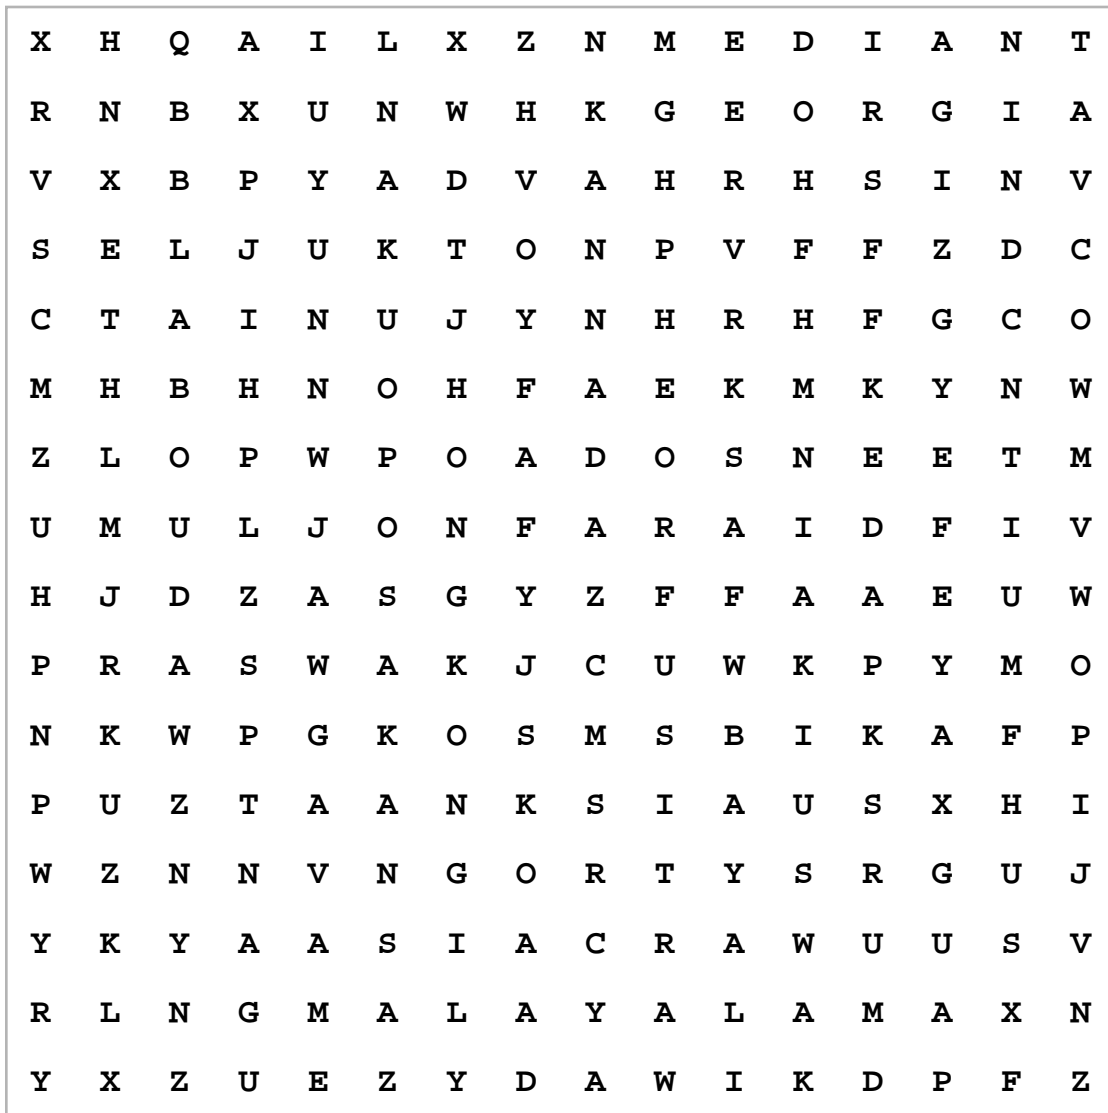 X H Q A I L X Z N M E D I A N T
R N B X U N W H K G E O R G I A
V X B P Y A D V A H R H S I N V
S E L J U K T O N P V F F Z D C
C T A I N U J Y N H R H F G C O
M H B H N O H F A E K M K Y N W
Z L O P W P O A D O S N E E T M
U M U L J O N F A R A I D F I V
H J D Z A S G Y Z F F A A E U W
P R A S W A K J C U W K P Y M O
N K W P G K O S M S B I K A F P
P U Z T A A N K S I A U S X H I
W Z N N V N G O R T Y S R G U J
Y K Y A A S I A C R A W U U S V
R L N G M A L A Y A L A M A X N
Y X Z U E Z Y D A W I K D P F Z